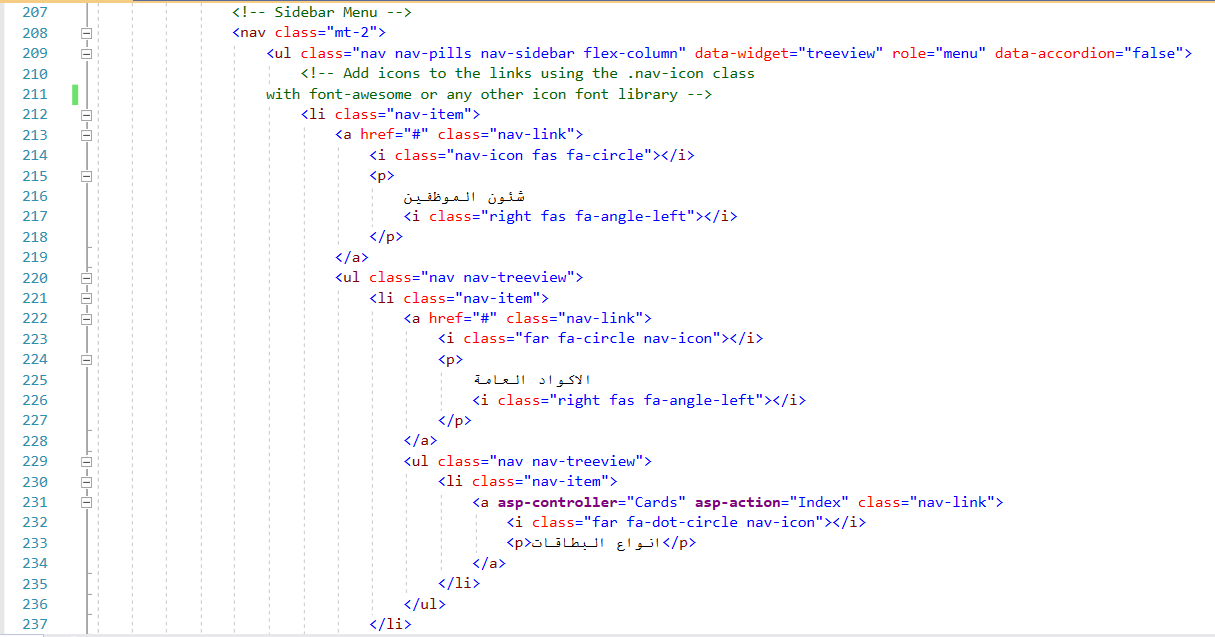 207 <!-- Sidebar Menu -->
208 <nav class="mt-2">
209 <ul class="nav nav-pills nav-sidebar flex-column" data-widget="treeview" role="menu" data-accordion="false">
210 <!-- Add icons to the links using the .nav-icon class
211 with font-awesome or any other icon font library -->
212 <li class="nav-item">
213 <a href="#" class="nav-link">
214 <i class="nav-icon fas fa-circle"></i>
215 <p>
216 شئون الموظفين
217 <i class="right fas fa-angle-left"></i>
218 </p>
219 </a>
220 <ul class="nav nav-treeview">
221 <li class="nav-item">
222 <a href="#" class="nav-link">
223 <i class="far fa-circle nav-icon"></i>
224 <p>
225 الاكواد العامة
226 <i class="right fas fa-angle-left"></i>
227 </p>
228 </a>
229 <ul class="nav nav-treeview">
230 <li class="nav-item">
231 <a asp-controller="Cards" asp-action="Index" class="nav-link">
232 <i class="far fa-dot-circle nav-icon"></i>
233 <p>انواع البطاقات</p>
234 </a>
235 </li>
236 </ul>
237 </li>